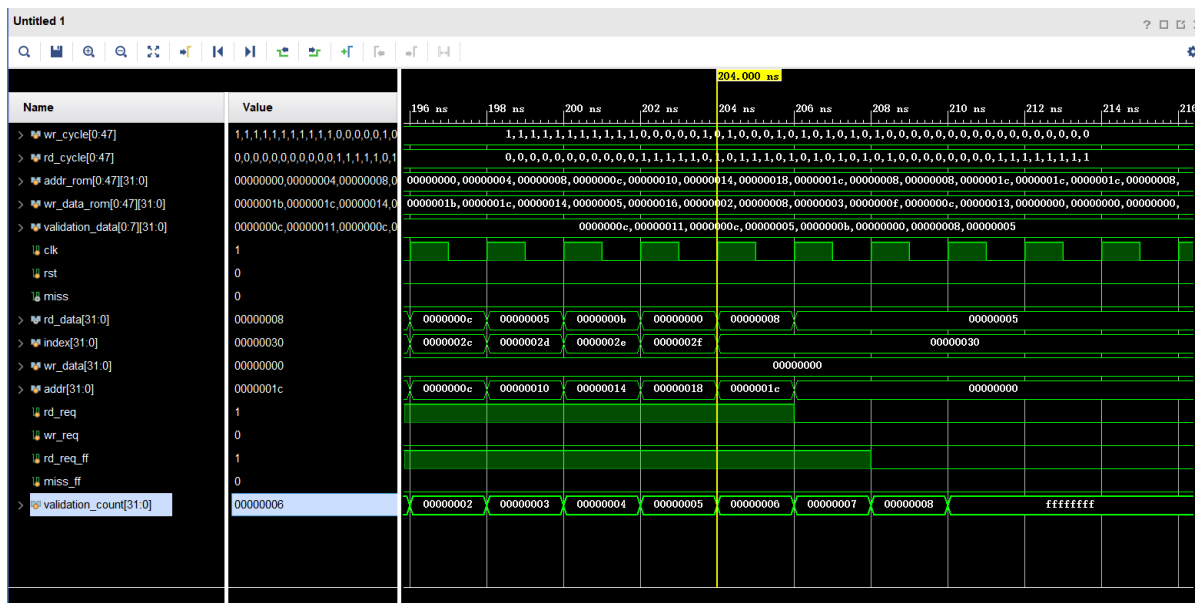 Untitled 1
?
204.000 ns
Name Value 196 ns 198 ns 200 ns 202 ns 204 ns 206 ns 208 ns 210 ns 212 ns 214 ns 216
wr_cycle[0:47] 1,1,1,1,1,1,1,1,1,1,1,0,0,0,0,0,1,0 1,1,1,1,1,1,1,1,1,1,1,0,0,0,0,0,1,0,1,0,0,0,1,0,1,0,1,0,1,0,1,0,0,0,0,0,0,0,0,0,0,0,0,0,0,0,0,0
rd_cycle[0:47] 0,0,0,0,0,0,0,0,0,0,0,1,1,1,1,1,0,1 0,0,0,0,0,0,0,0,0,0,0,1,1,1,1,1,0,1,0,1,1,1,0,1,0,1,0,1,0,1,0,1,0,0,0,0,0,0,0,0,1,1,1,1,1,1,1,1
addr_rom[0:47][31:0] 00000000,00000004,00000008,0 00000000,00000004,00000008,0000000c,00000010,00000014,00000018,0000001c,00000008,00000008,0000001c,0000001c,0000001c,00000008,
wr_data_rom[0:47][31:0] 0000001b,0000001c,00000014,0 0000001b,0000001c,00000014,00000005,00000016,00000002,00000008,00000003,0000000f,0000000c,00000013,00000000,00000000,00000000,
validation_data[0:7][31:0] 0000000c,00000011,0000000c,0 0000000c,00000011,0000000c,00000005,0000000b,00000000,00000008,00000005
clk 1
rst 0
miss 0
rd_data[31:0] 00000008 0000000c 00000005 0000000b 00000000 00000008 00000005
index[31:0] 00000030 0000002c 0000002d 0000002e 0000002f 00000030
wr_data[31:0] 00000000 00000000
addr[31:0] 0000001c 0000000c 00000010 00000014 00000018 0000001c 00000000
rd_req 1
wr_req 0
rd_req_ff 1
miss_ff 0
validation_count[31:0] 00000006 00000002 00000003 00000004 00000005 00000006 00000007 00000008 ffffffff